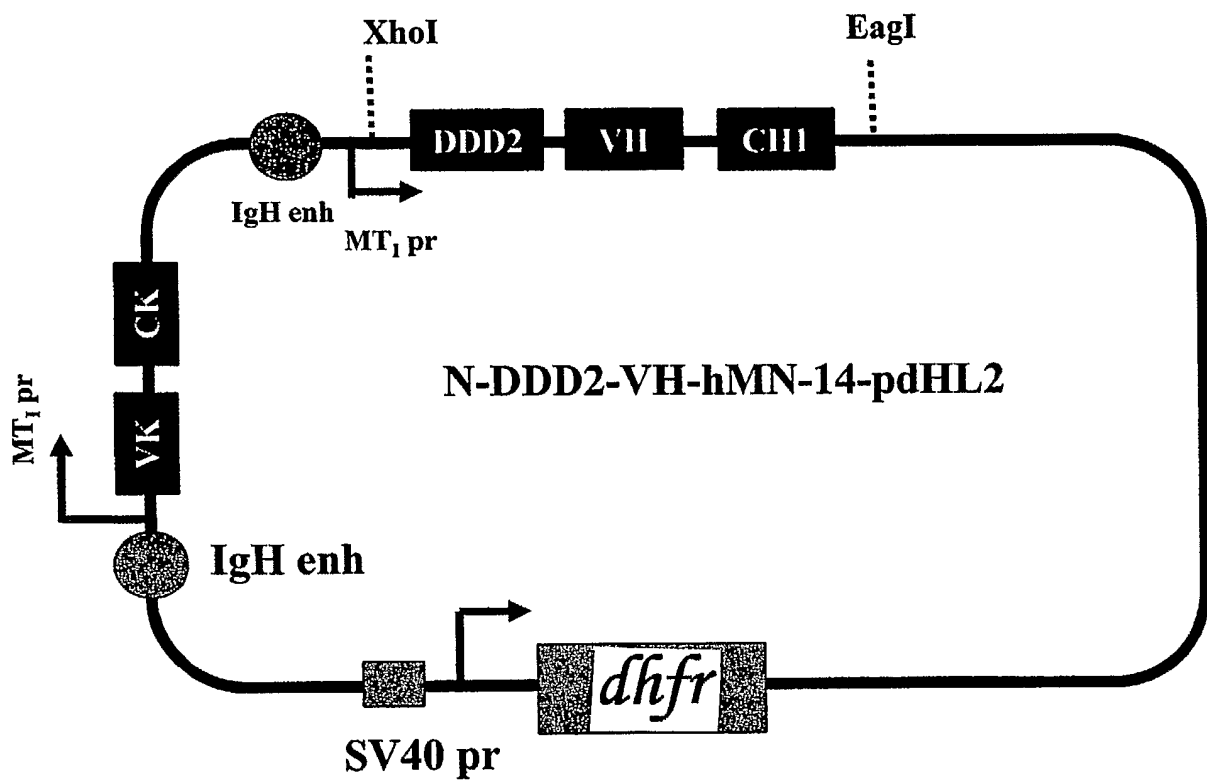 XhoI
EagI
DDD2
VH
CH1
IgH enh
MT₁ pr
CK
VK
MT₁ pr
N-DDD2-VH-hMN-14-pdHL2
IgH enh
dhfr
SV40 pr